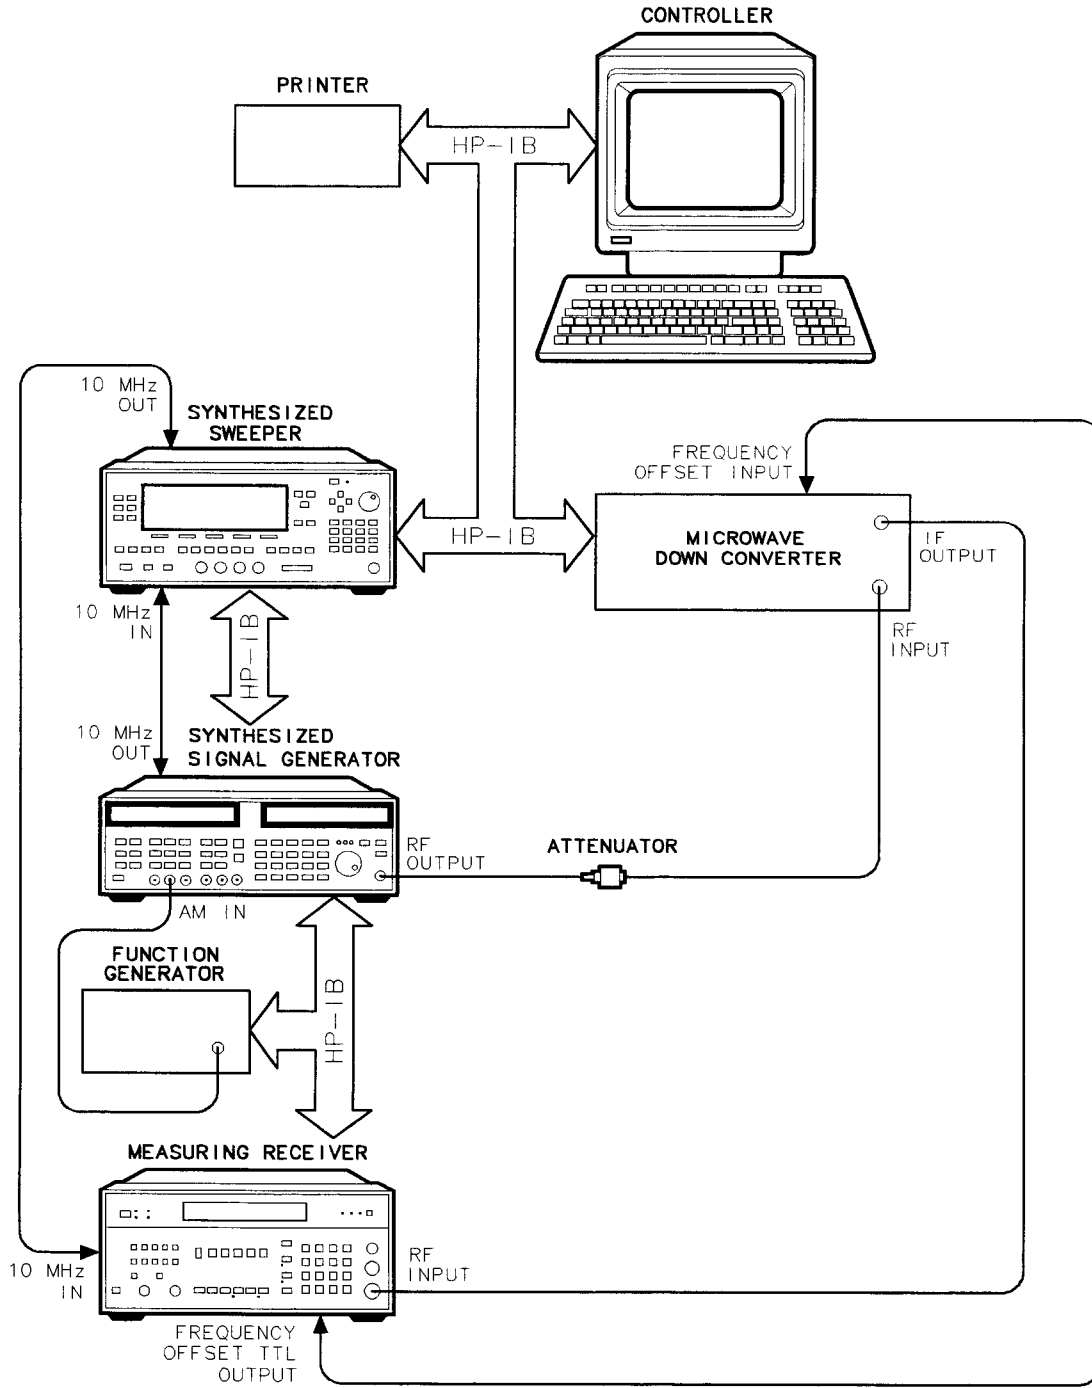 CONTROLLER
PRINTER
HP-IB
10 MHz
OUT
SYNTHESIZED
SWEEPER
FREQUENCY
OFFSET INPUT
HP-IB
MICROWAVE
DOWN CONVERTER
IF
OUTPUT
10 MHz
IN
HP-IB
RF
INPUT
10 MHz
OUT
SYNTHESIZED
SIGNAL GENERATOR
RF
OUTPUT
ATTENUATOR
AM IN
FUNCTION
GENERATOR
HP-IB
MEASURING RECEIVER
10 MHz
IN
RF
INPUT
FREQUENCY
OFFSET TTL
OUTPUT